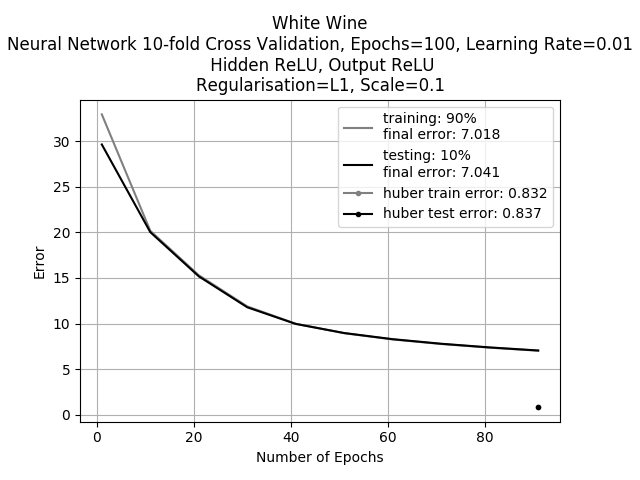 White Wine
Neural Network 10-fold Cross Validation, Epochs=100, Learning Rate=0.01
Hidden ReLU, Output ReLU
Regularisation=L1, Scale=0.1
training: 90%
final error: 7.018
testing: 10%
final error: 7.041
huber train error: 0.832
huber test error: 0.837
Error
30
25
20
15
10
5
0
0 20 40 60 80
Number of Epochs